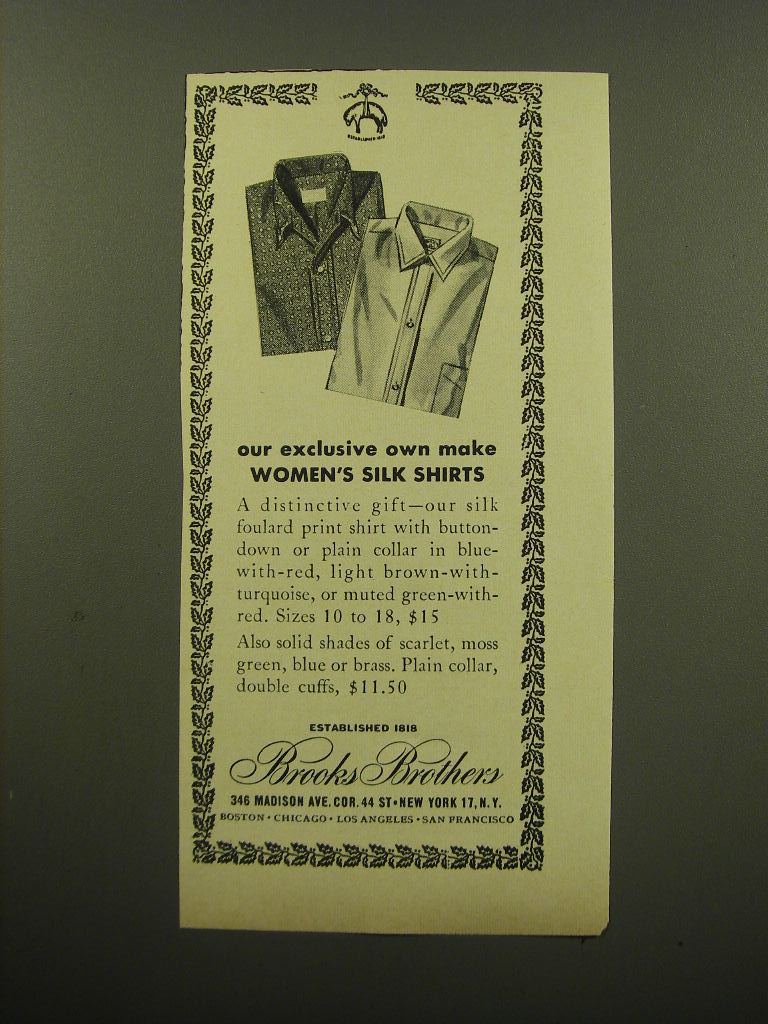 ESTABLISHED 1818
our exclusive own make
WOMEN'S SILK SHIRTS
A distinctive gift—our silk
foulard print shirt with button-
down or plain collar in blue-
with-red, light brown-with-
turquoise, or muted green-with-
red. Sizes 10 to 18, $15
Also solid shades of scarlet, moss
green, blue or brass. Plain collar,
double cuffs, $11.50
ESTABLISHED 1818
Brooks Brothers
346 MADISON AVE. COR. 44 ST • NEW YORK 17, N. Y.
BOSTON • CHICAGO • LOS ANGELES • SAN FRANCISCO